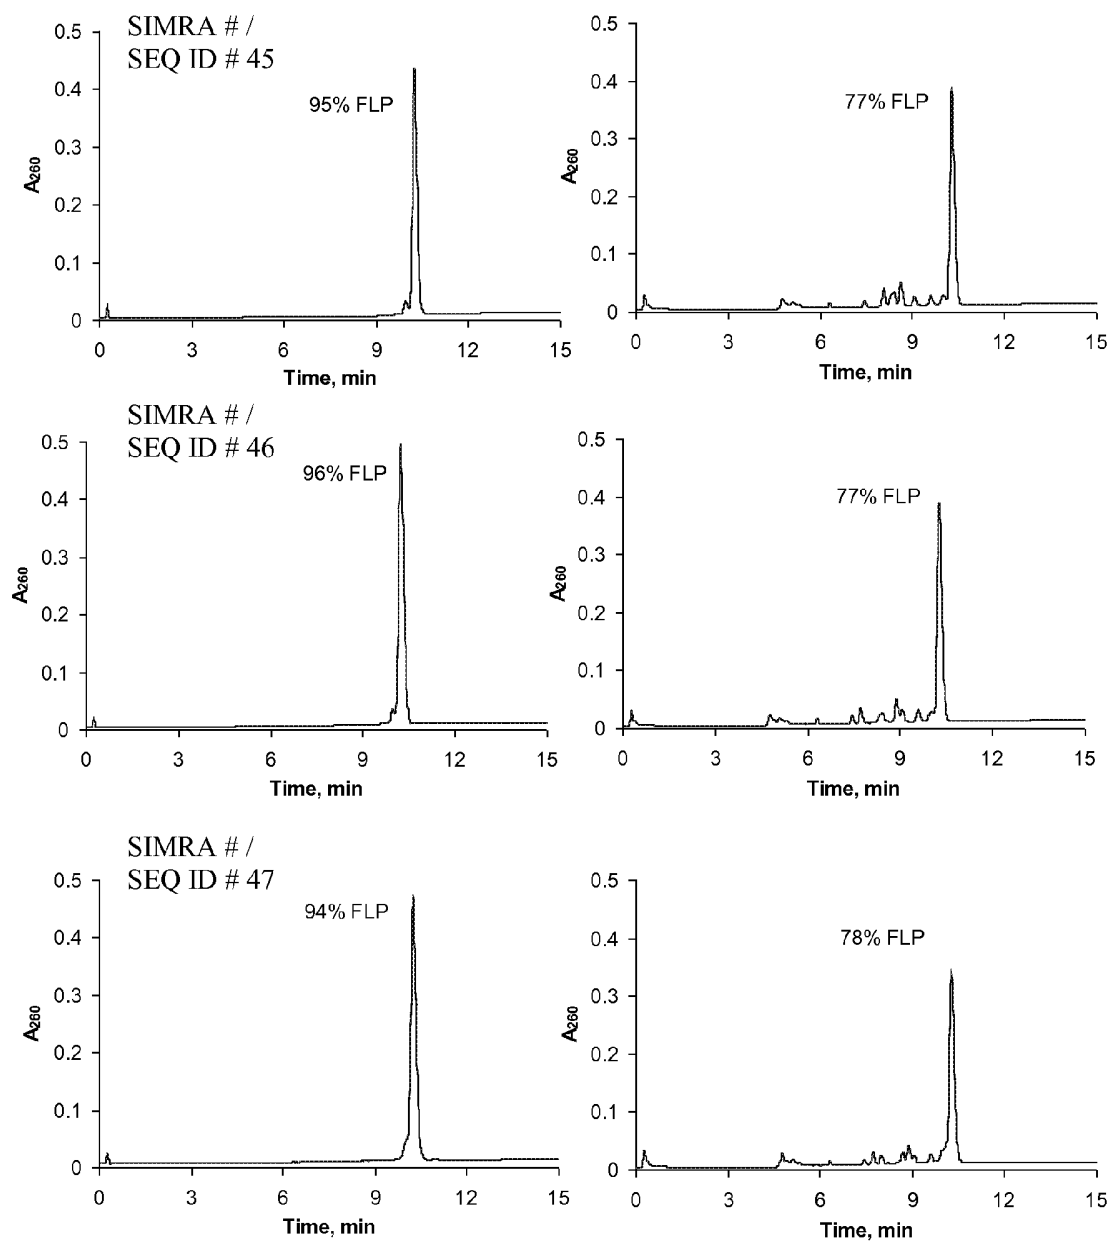 SIMRA # /
SEQ ID # 45
0.5
0.4
0.3
0.2
0.1
0
A260
95% FLP
0 3 6 9 12 15
Time, min
0.5
0.4
0.3
0.2
0.1
0
A260
77% FLP
0 3 6 9 12 15
Time, min
SIMRA # /
SEQ ID # 46
0.5
0.4
0.3
0.2
0.1
0
A260
96% FLP
0 3 6 9 12 15
Time, min
0.5
0.4
0.3
0.2
0.1
0
A260
77% FLP
0 3 6 9 12 15
Time, min
SIMRA # /
SEQ ID # 47
0.5
0.4
0.3
0.2
0.1
0
A260
94% FLP
0 3 6 9 12 15
Time, min
0.5
0.4
0.3
0.2
0.1
0
A260
78% FLP
0 3 6 9 12 15
Time, min